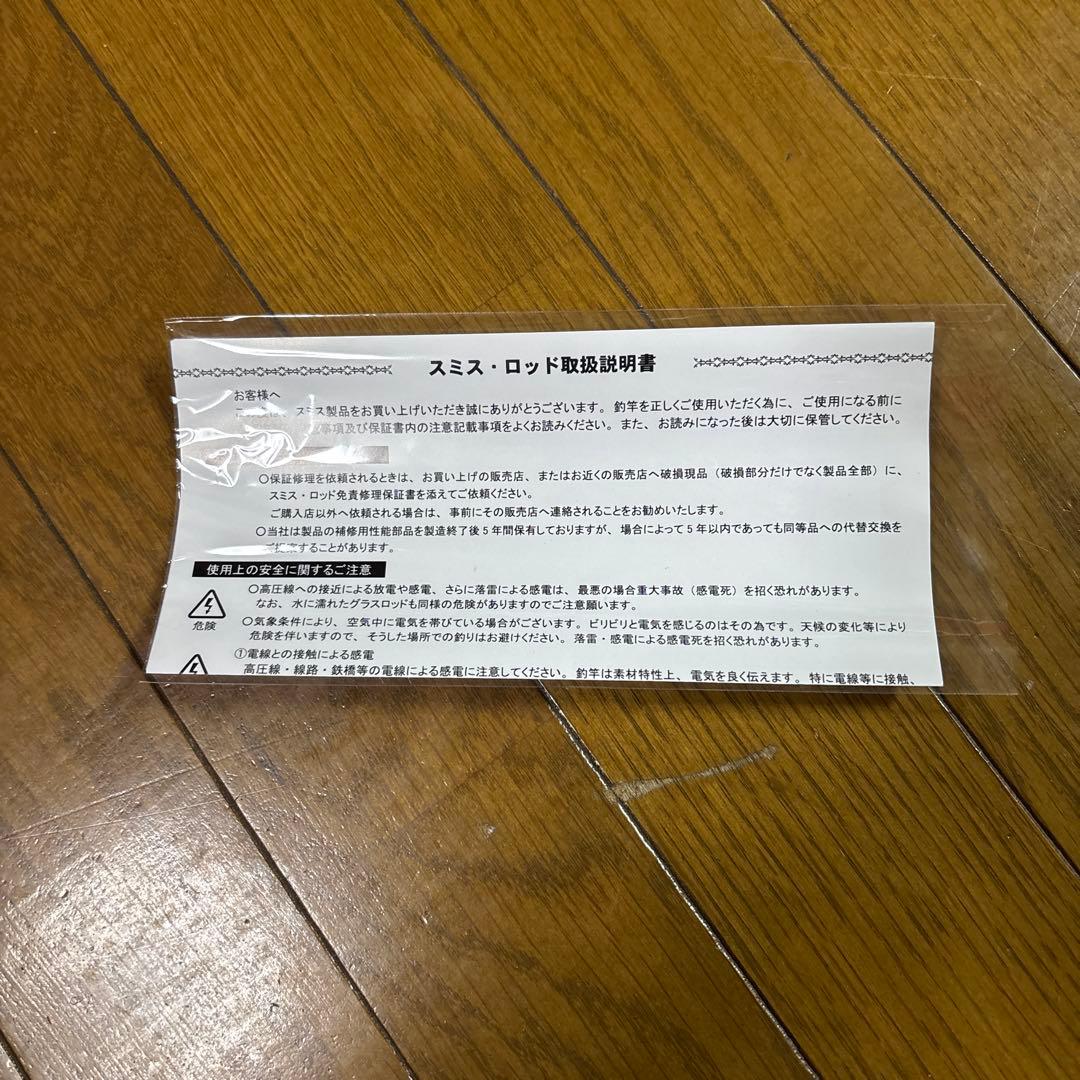 スミス・ロッド取扱説明書
お客様へ
スミス製品をお買い上げいただき誠にありがとうございます。釣竿を正しくご使用いただく為に、ご使用になる前に
事項及び保証書内の注意記載事項をよくお読みください。また、お読みになった後は大切に保管してください。
○保証修理を依頼されるときは、お買い上げの販売店、またはお近くの販売店へ破損現品（破損部分だけでなく製品全部）に、
スミス・ロッド免責修理保証書を添えてご依頼ください。
ご購入店以外へ依頼される場合は、事前にその販売店へ連絡されることをお勧めいたします。
○当社は製品の補修用性能部品を製造終了後5年間保有しておりますが、場合によって5年以内であっても同等品への代替交換を
ご提案することがあります。
使用上の安全に関するご注意
○高圧線への接近による放電や感電、さらに落雷による感電は、最悪の場合重大事故（感電死）を招く恐れがあります。
なお、水に濡れたグラスロッドも同様の危険がありますのでご注意願います。
危険
○気象条件により、空気中に電気を帯びている場合がございます。ビリビリと電気を感じるのはその為です。天候の変化等により
危険を伴いますので、そうした場所での釣りはお避けください。落雷・感電による感電死を招く恐れがあります。
①電線との接触による感電
高圧線・線路・鉄橋等の電線による感電に注意してください。釣竿は素材特性上、電気を良く伝えます。特に電線等に接触、